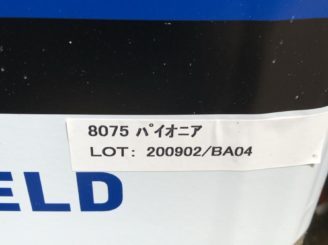 8075 ﾊﾟｲｵﾆｱ
LOT: 200902/BA04
ELD